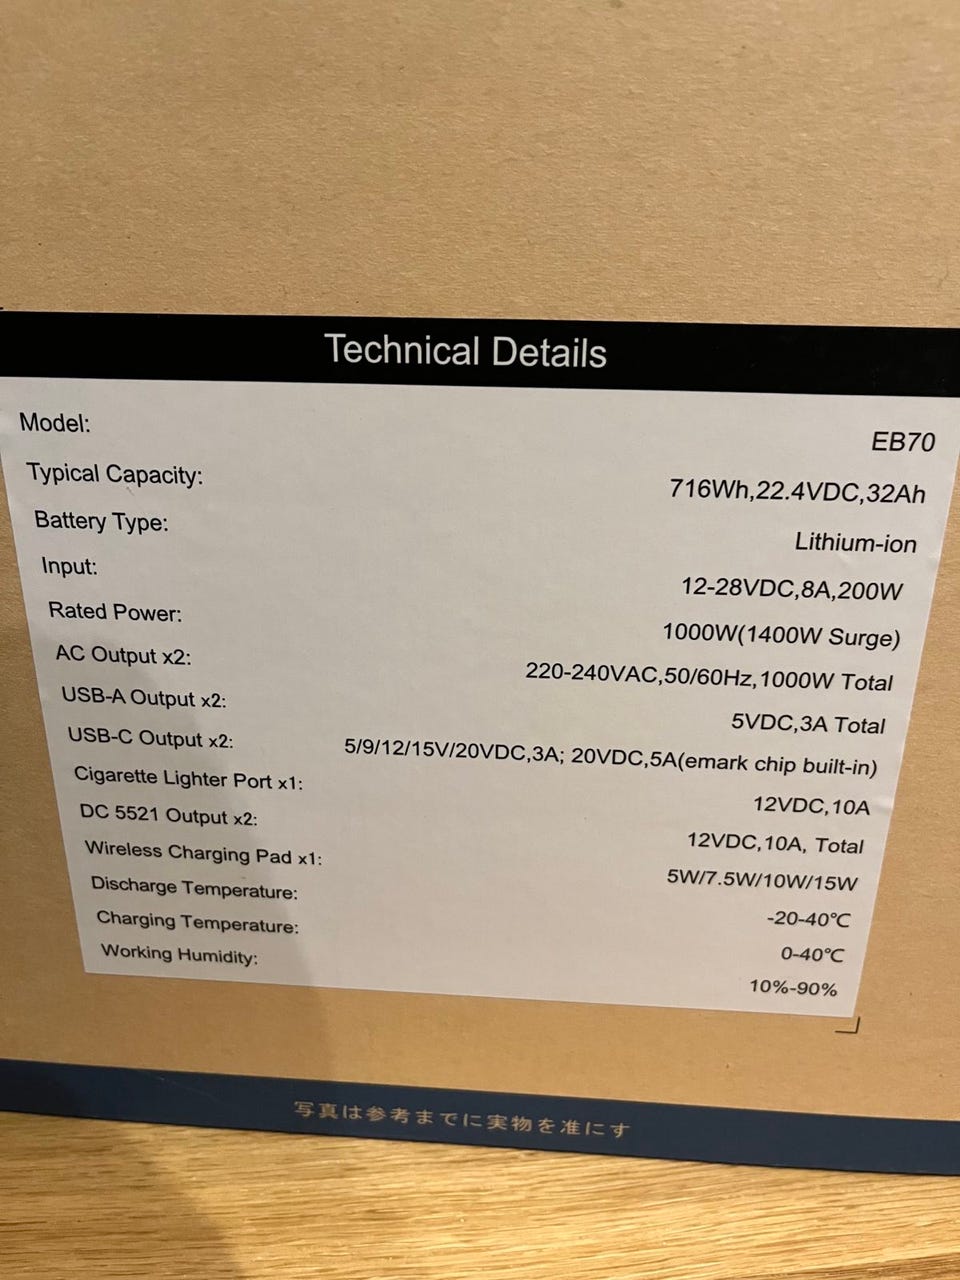 Technical Details
Model: EB70
Typical Capacity: 716Wh,22.4VDC,32Ah
Battery Type: Lithium-ion
Input: 12-28VDC,8A,200W
Rated Power: 1000W(1400W Surge)
AC Output x2: 220-240VAC,50/60Hz,1000W Total
USB-A Output x2: 5VDC,3A Total
USB-C Output x2: 5/9/12/15V/20VDC,3A; 20VDC,5A(emark chip built-in)
Cigarette Lighter Port x1: 12VDC,10A
DC 5521 Output x2: 12VDC,10A, Total
Wireless Charging Pad x1: 5W/7.5W/10W/15W
Discharge Temperature: -20-40℃
Charging Temperature: 0-40℃
Working Humidity: 10%-90%
写真は参考までに実物を准にす